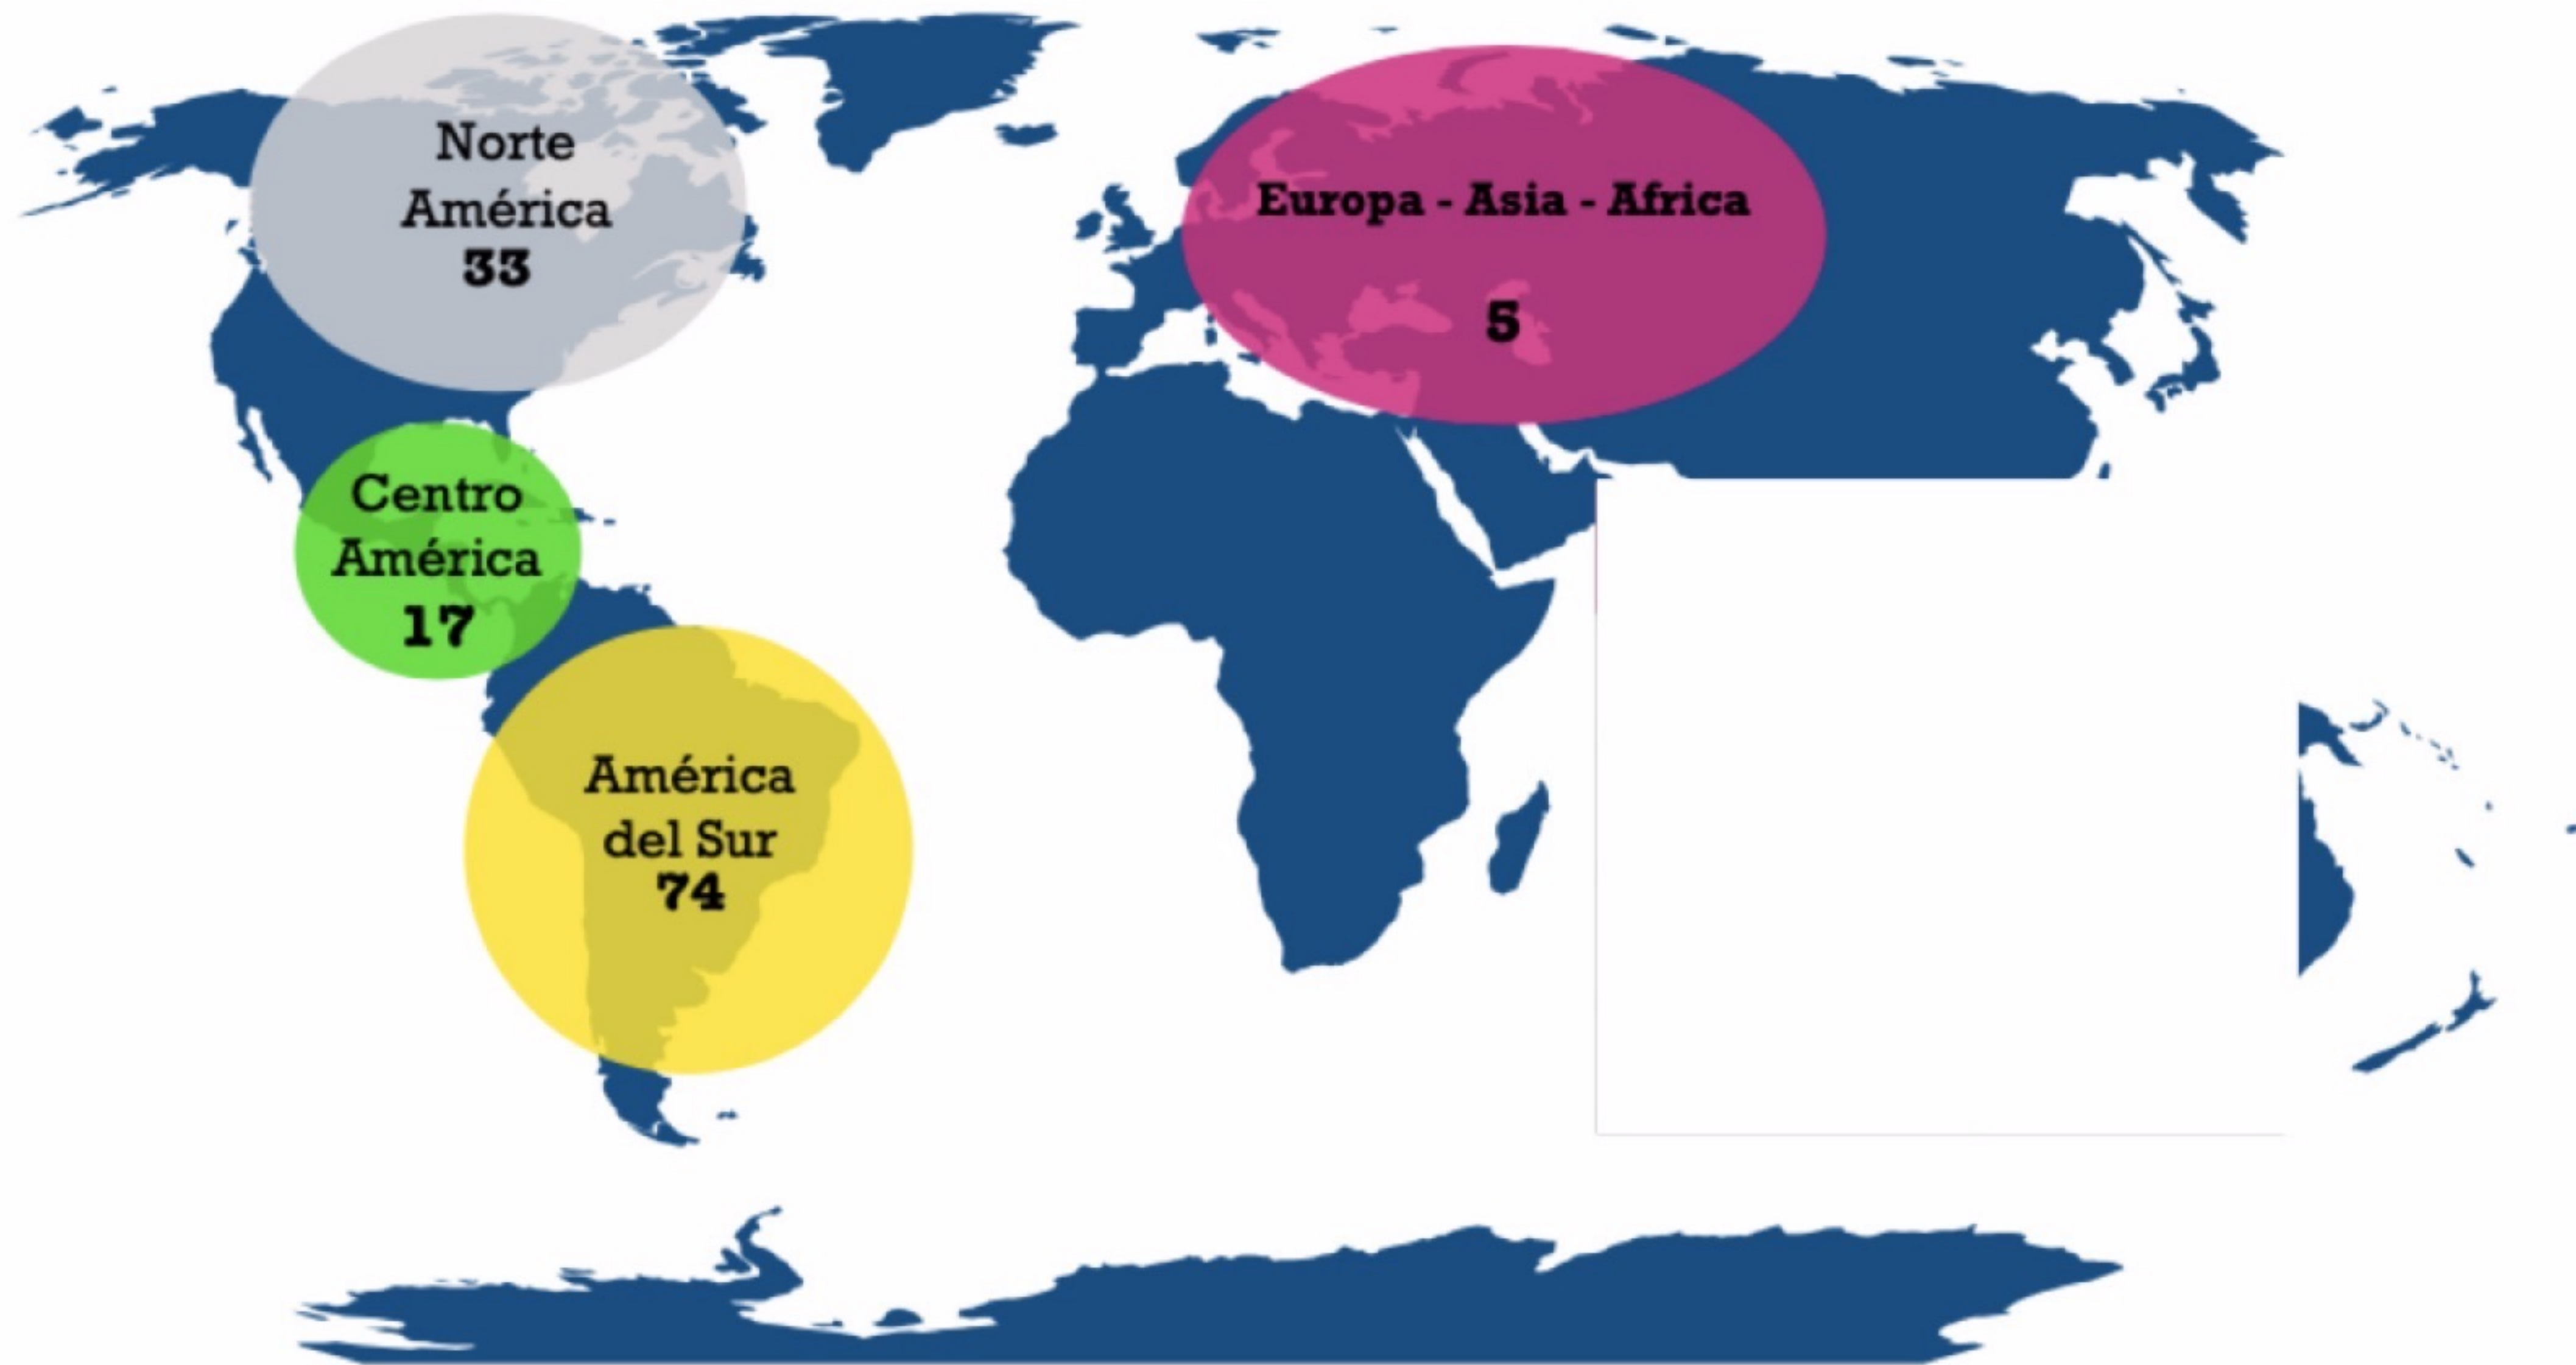 Norte
América
33
Europa - Asia - Africa
5
Centro
América
17
América
del Sur
74